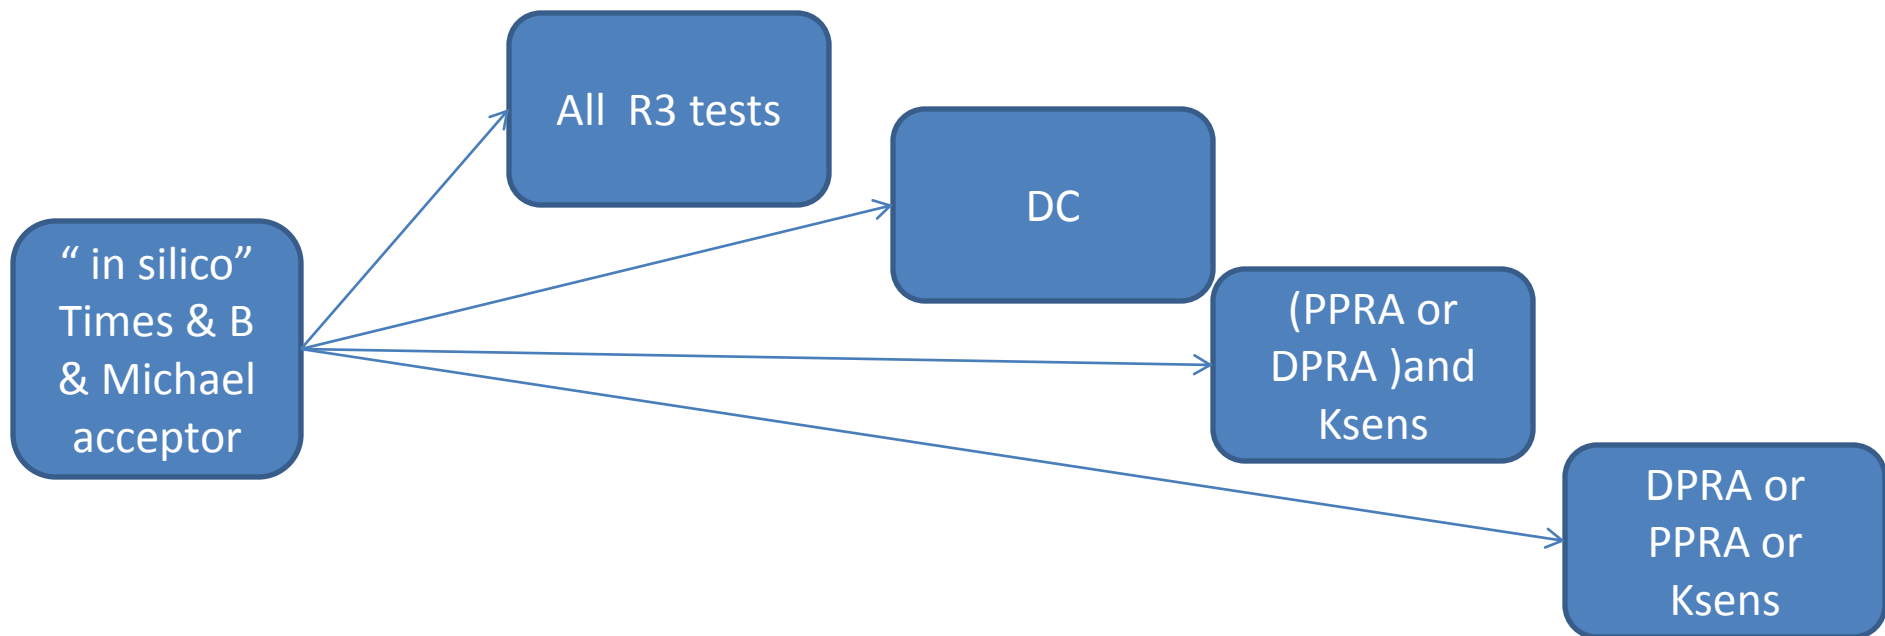 “ in silico”
Times & B
& Michael
acceptor
All R3 tests
DC
(PPRA or
DPRA )and
Ksens
DPRA or
PPRA or
Ksens